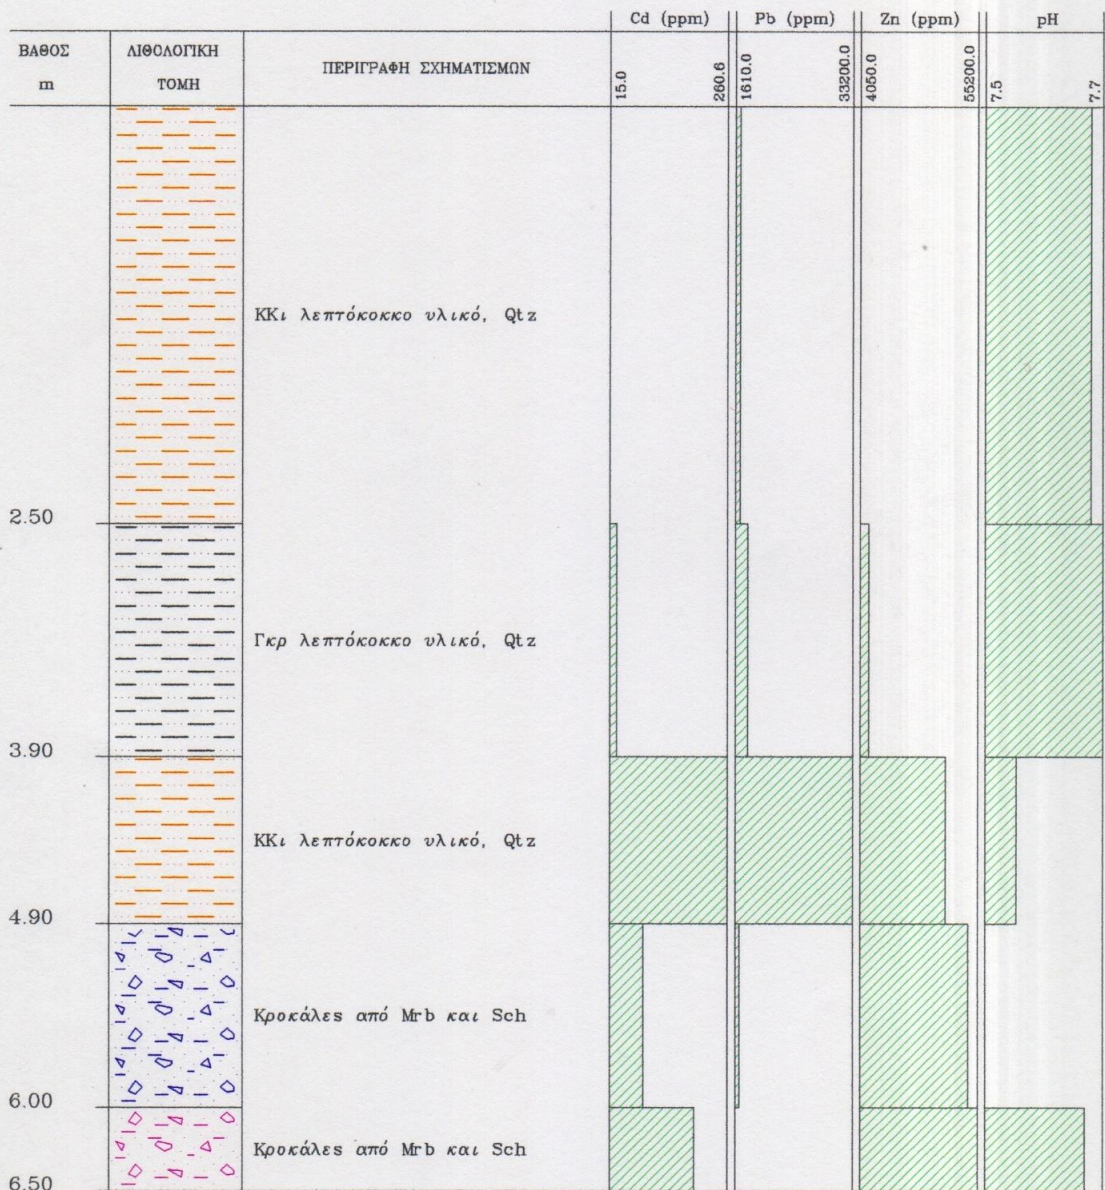 Cd (ppm) Pb (ppm) Zn (ppm) pH
ΒΑΘΟΣ
m
ΛΙΘΟΛΟΓΙΚΗ
ΤΟΜΗ
ΠΕΡΙΓΡΑΦΗ ΣΧΗΜΑΤΙΣΜΩΝ
15.0 260.6 1610.0 33200.0 4050.0 55200.0 7.5 7.7
ΚΚι λεπτόκοκκο υλικό, Qtz
2.50
Γκρ λεπτόκοκκο υλικό, Qtz
3.90
ΚΚι λεπτόκοκκο υλικό, Qtz
4.90
Κροκάλες από Mrb και Sch
6.00
Κροκάλες από Mrb και Sch
6.50